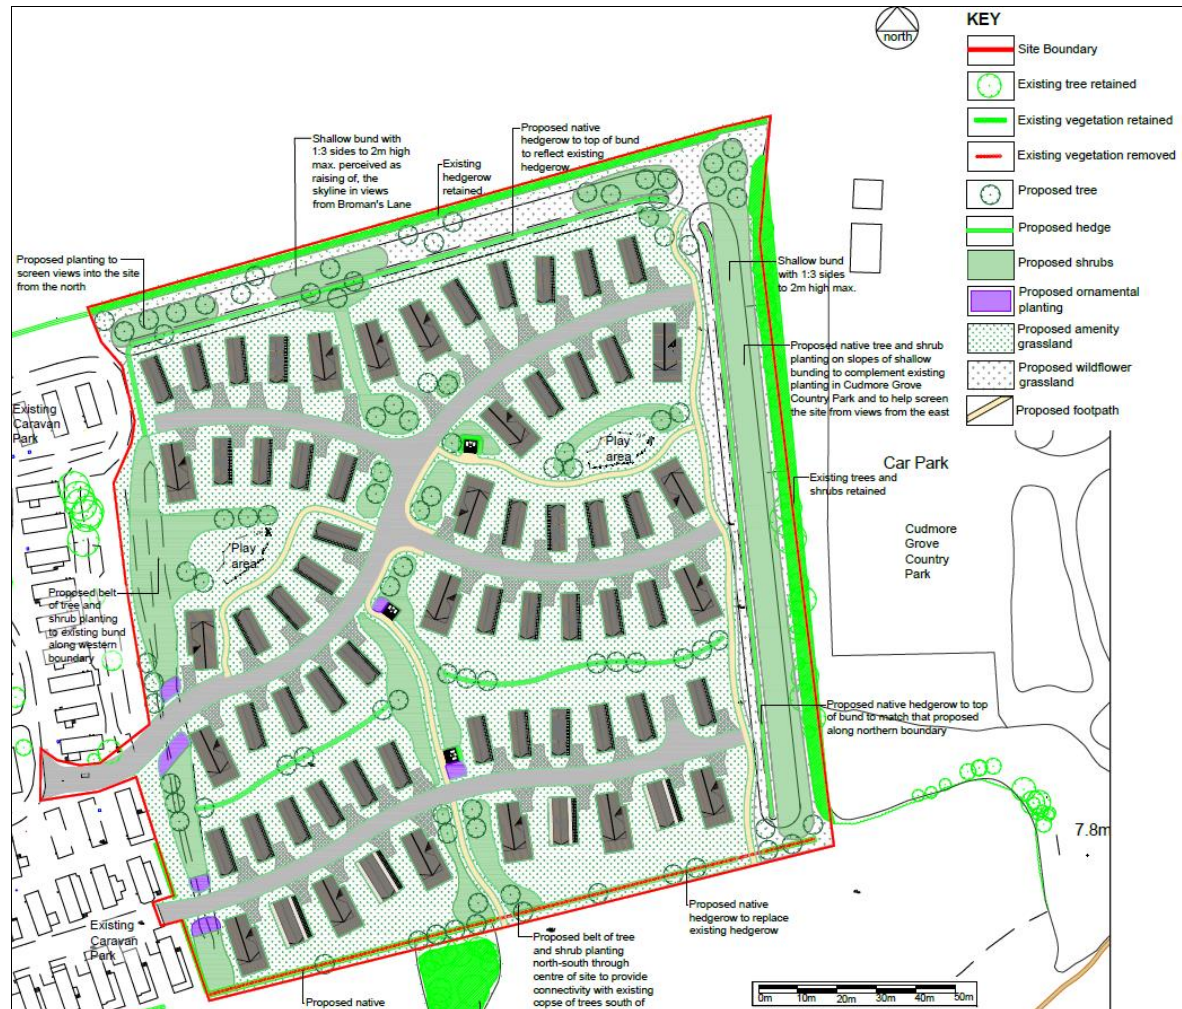 north
KEY
Site Boundary
Existing tree retained
Existing vegetation retained
Existing vegetation removed
Proposed tree
Proposed hedge
Proposed shrubs
Proposed ornamental
planting
Proposed amenity
grassland
Proposed wildflower
grassland
Proposed footpath
Shallow bund with
1:3 sides to 2m high
max. perceived as
raising of, the
skyline in views
from Broman's Lane
Existing
hedgerow
retained
Proposed native
hedgerow to top of bund
to reflect existing
hedgerow
Proposed planting to
screen views into the site
from the north
Shallow bund
with 1:3 sides
to 2m high max.
Proposed native tree and shrub
planting on slopes of shallow
bunding to complement existing
planting in Cudmore Grove
Country Park and to help screen
the site from views from the east
Existing
Caravan
Park
Play
area
Car Park
Existing trees and
shrubs retained
Cudmore
Grove
Country
Park
Play
area
Proposed belt
of tree and
shrub planting
to existing bund
along western
boundary
Proposed native hedgerow to top
of bund to match that proposed
along northern boundary
7.8m
Existing
Caravan
Park
Proposed native
hedgerow to replace
existing hedgerow
Proposed belt of tree
and shrub planting
north-south through
centre of site to provide
connectivity with existing
copse of trees south of
Proposed native
0m 10m 20m 30m 40m 50m